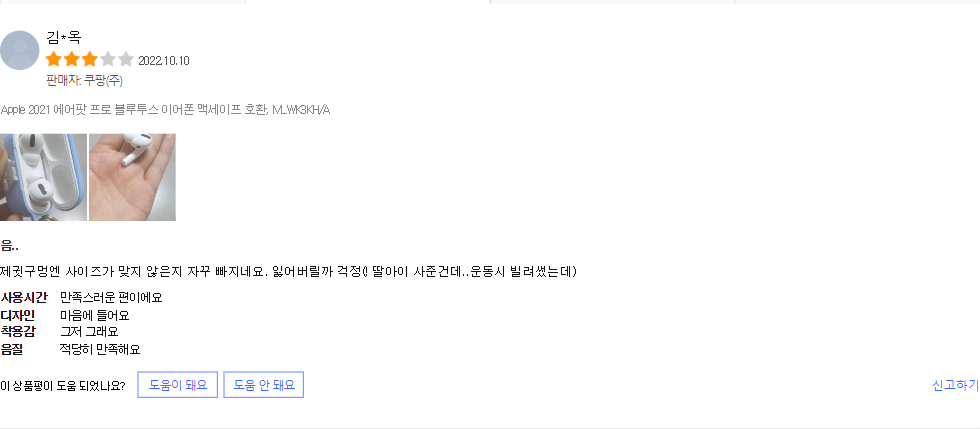 김*옥
2022.10.10
판매자: 쿠팡(주)
Apple 2021 에어팟 프로 블루투스 이어폰 맥세이프 호환, MLWK3KH/A
음..
제귓구멍엔 사이즈가 맞지 않은지 자꾸 빠지네요. 잃어버릴까 걱정(! 딸아이 사준건데..운동시 빌려썼는데)
사용시간 만족스러운 편이에요
디자인 마음에 들어요
착용감 그저 그래요
음질 적당히 만족해요
이 상품평이 도움 되었나요? 도움이 돼요 도움 안 돼요 신고하기